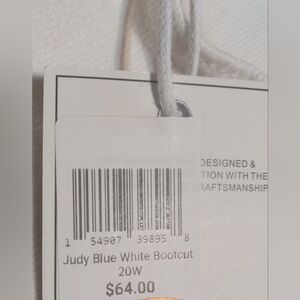 DESIGNED &
TION WITH THE
RAFTSMANSHIP
1 54907 39895 8
Judy Blue White Bootcut
20W
$64.00